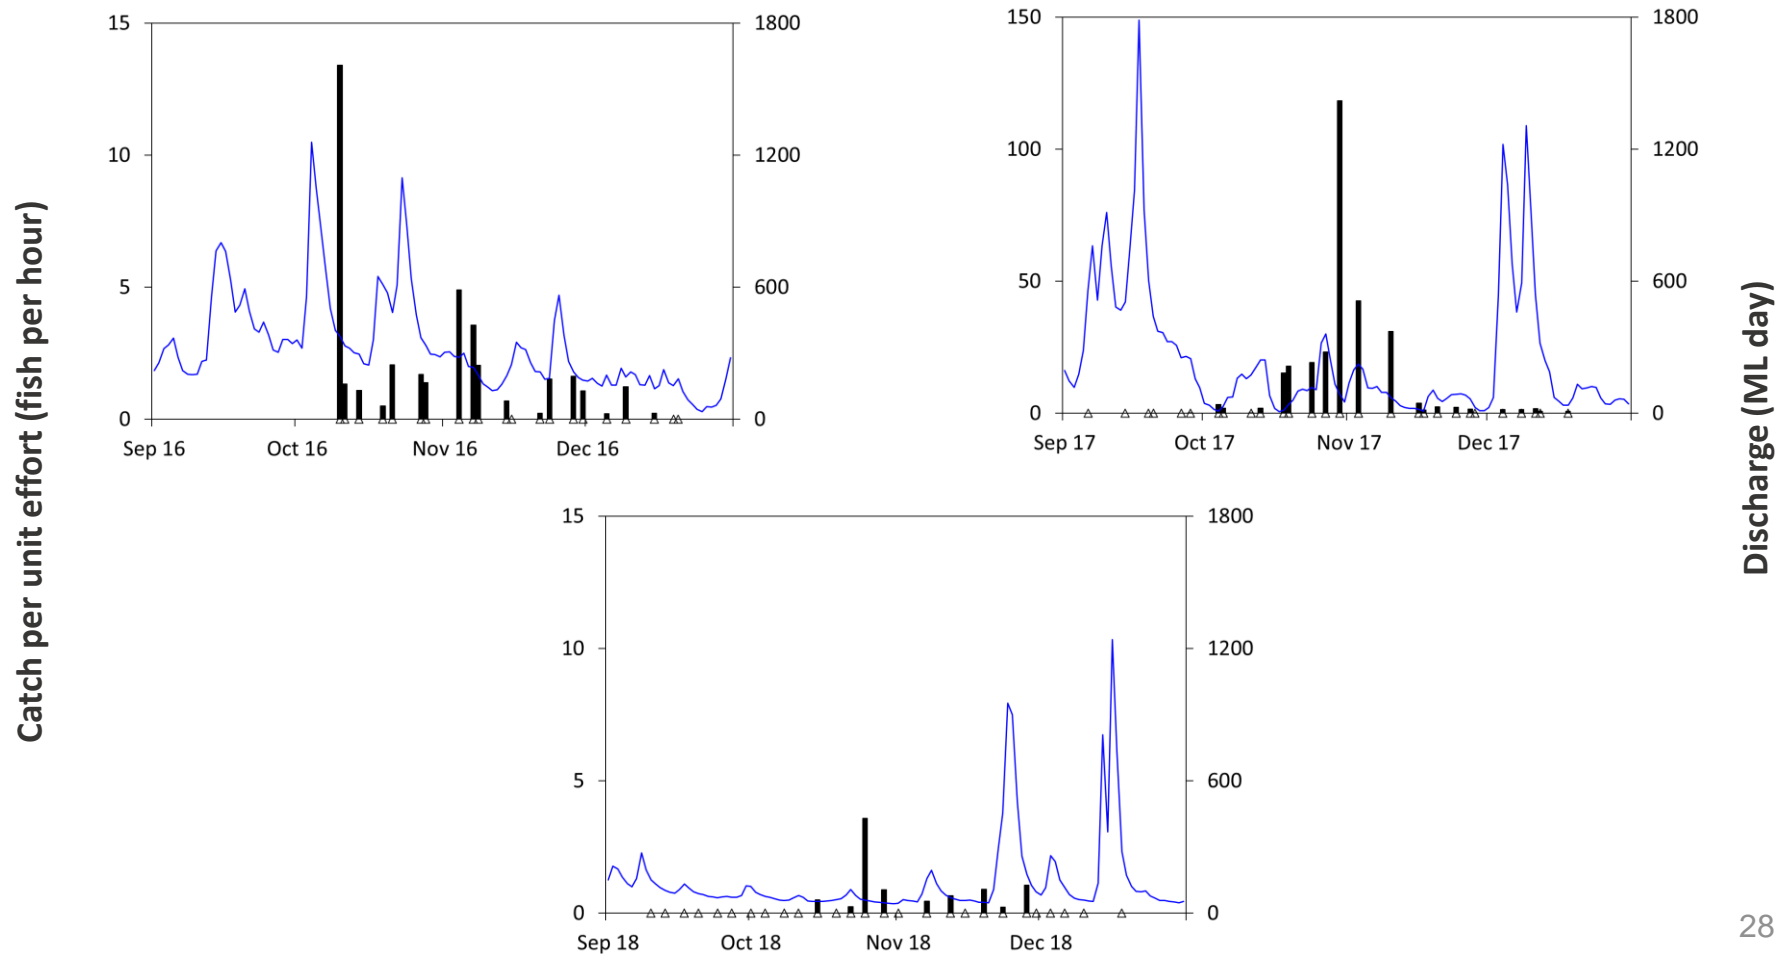 Catch per unit effort (fish per hour)
15
10
5
0
1800
1200
600
0
Sep 16
Oct 16
Nov 16
Dec 16
150
100
50
0
1800
1200
600
0
Sep 17
Oct 17
Nov 17
Dec 17
15
10
5
0
1800
1200
600
0
Sep 18
Oct 18
Nov 18
Dec 18
Discharge (ML day)
28